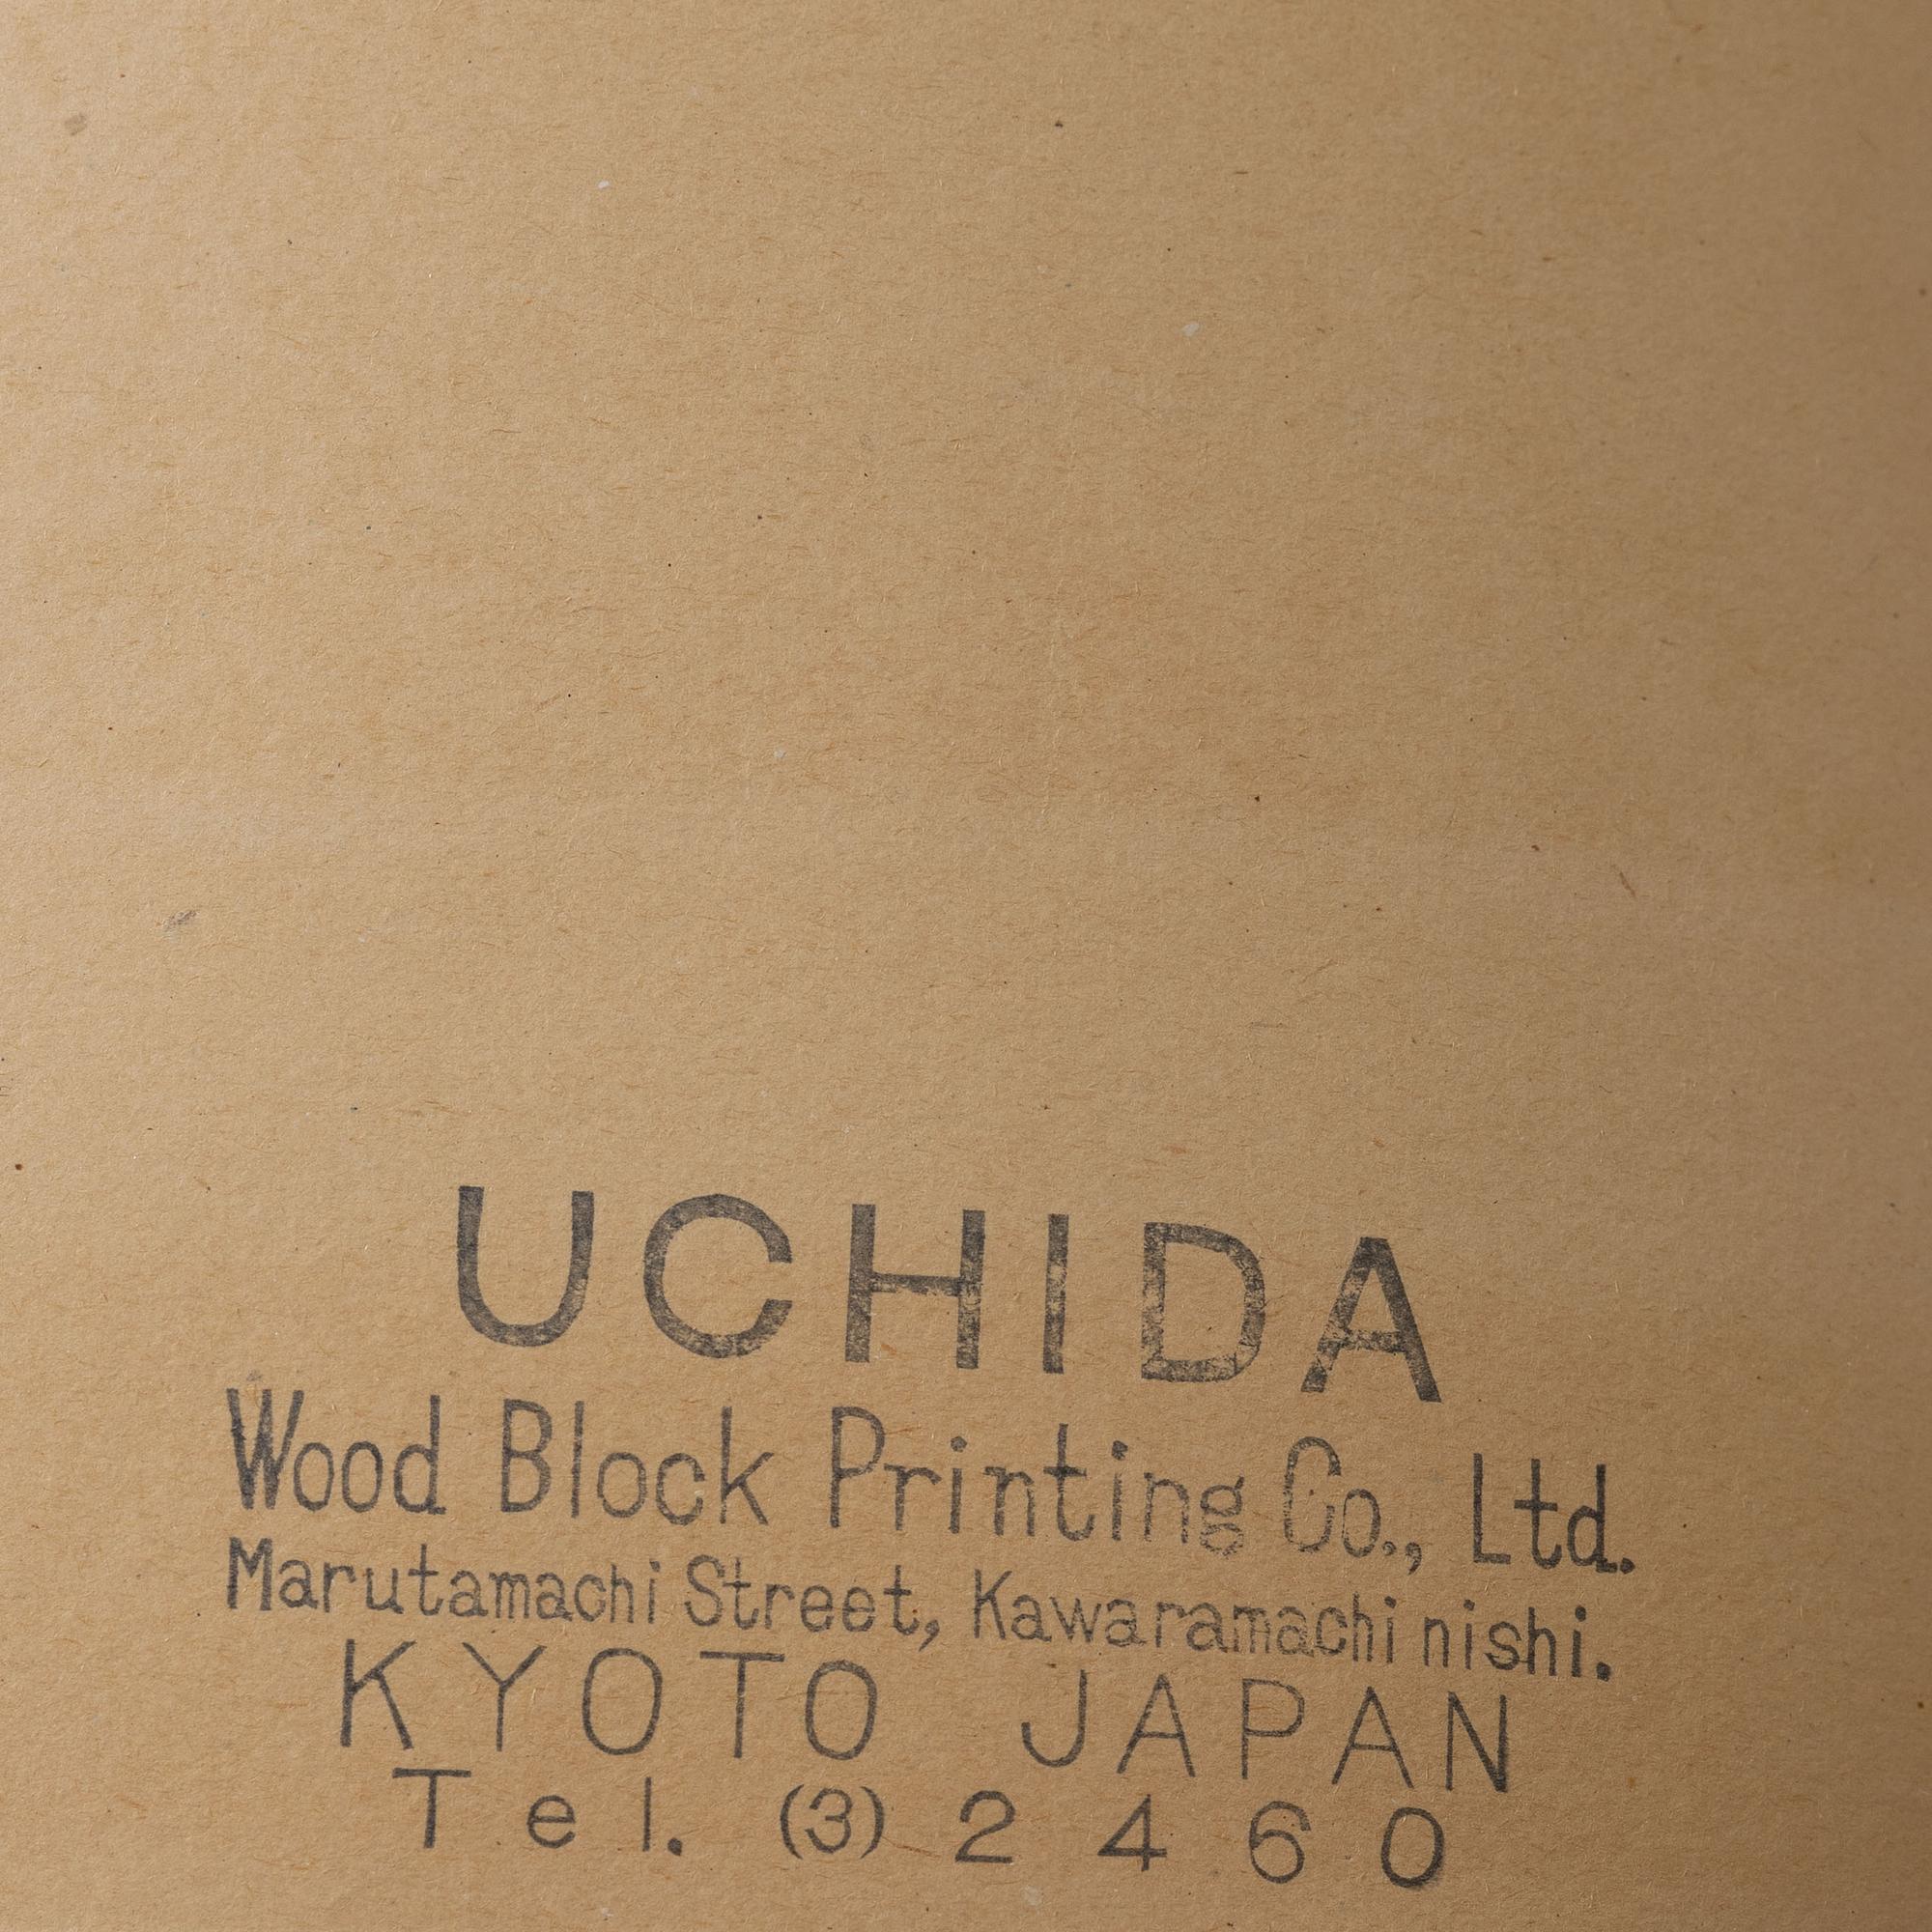 UCHIDA
Wood Block Printing Co., Ltd.
Marutamachi Street, Kawaramachi nishi.
KYOTO JAPAN
Tel. (3) 2460